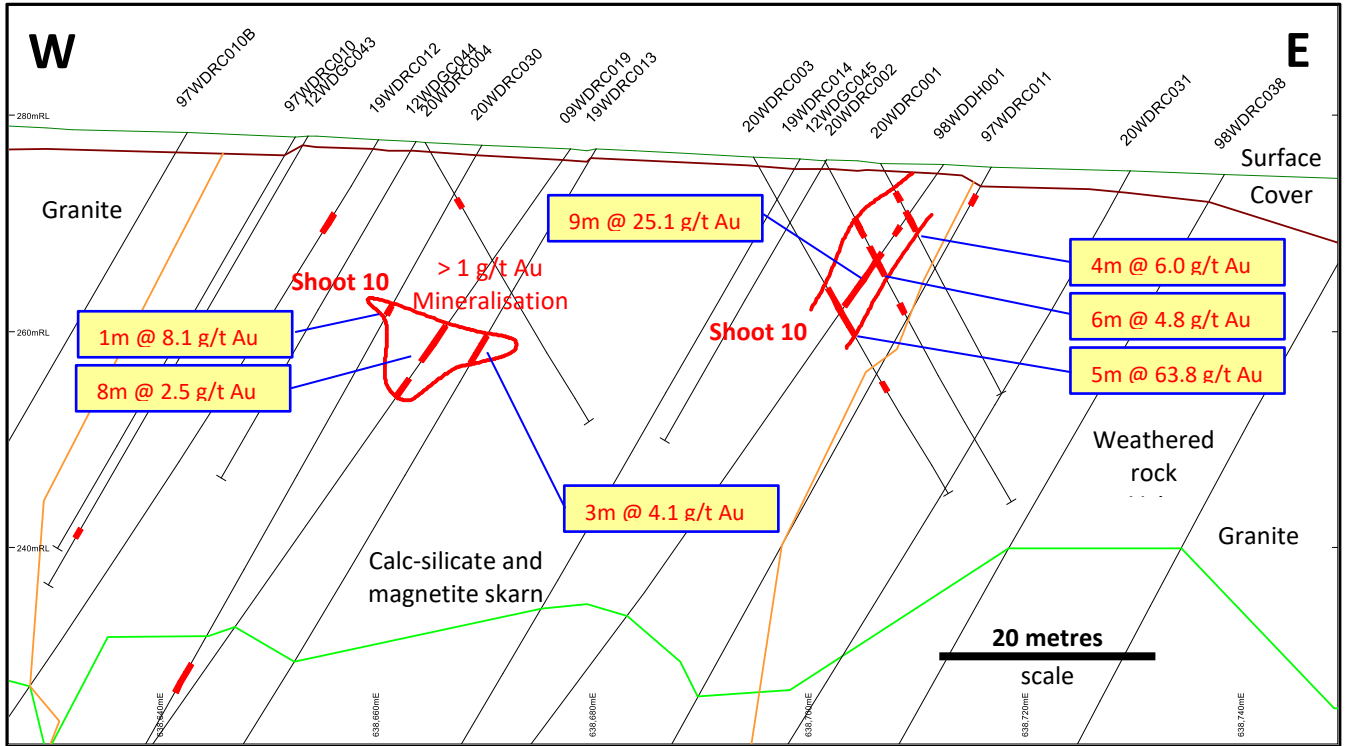 W
E
97WDRC010B
97WDRC010
12WDGC043
19WDRC012
12WDGC044
20WDRC004
20WDRC030
09WDRC019
19WDRC013
20WDRC003
19WDRC014
12WDGC045
20WDRC002
20WDRC001
98WDDH001
97WDRC011
20WDRC031
98WDRC038
280mRL
Surface
Cover
Granite
9m @ 25.1 g/t Au
> 1 g/t Au
Mineralisation
Shoot 10
4m @ 6.0 g/t Au
1m @ 8.1 g/t Au
260mRL
Shoot 10
6m @ 4.8 g/t Au
8m @ 2.5 g/t Au
5m @ 63.8 g/t Au
Weathered
rock
3m @ 4.1 g/t Au
240mRL
Calc-silicate and
magnetite skarn
Granite
20 metres
scale
638,640mE
638,660mE
638,680mE
638,700mE
638,720mE
638,740mE